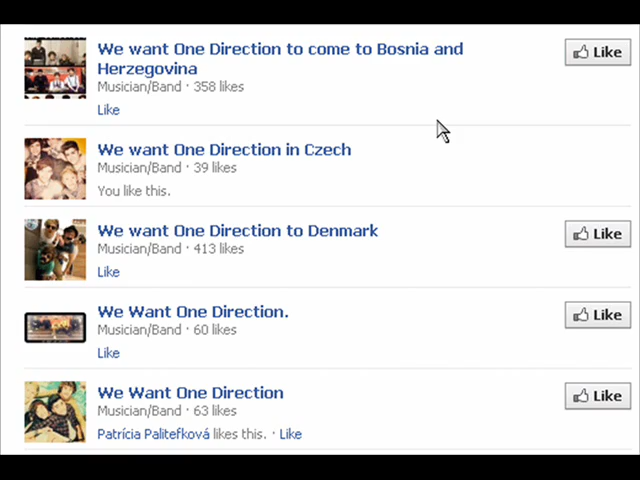 We want One Direction to come to Bosnia and
Herzegovina
Musician/Band · 358 likes
Like
Like
We want One Direction in Czech
Musician/Band · 39 likes
You like this.
We want One Direction to Denmark
Musician/Band · 413 likes
Like
Like
We Want One Direction.
Musician/Band · 60 likes
Like
Like
We Want One Direction
Musician/Band · 63 likes
Patrícia Palitefková likes this. · Like
Like